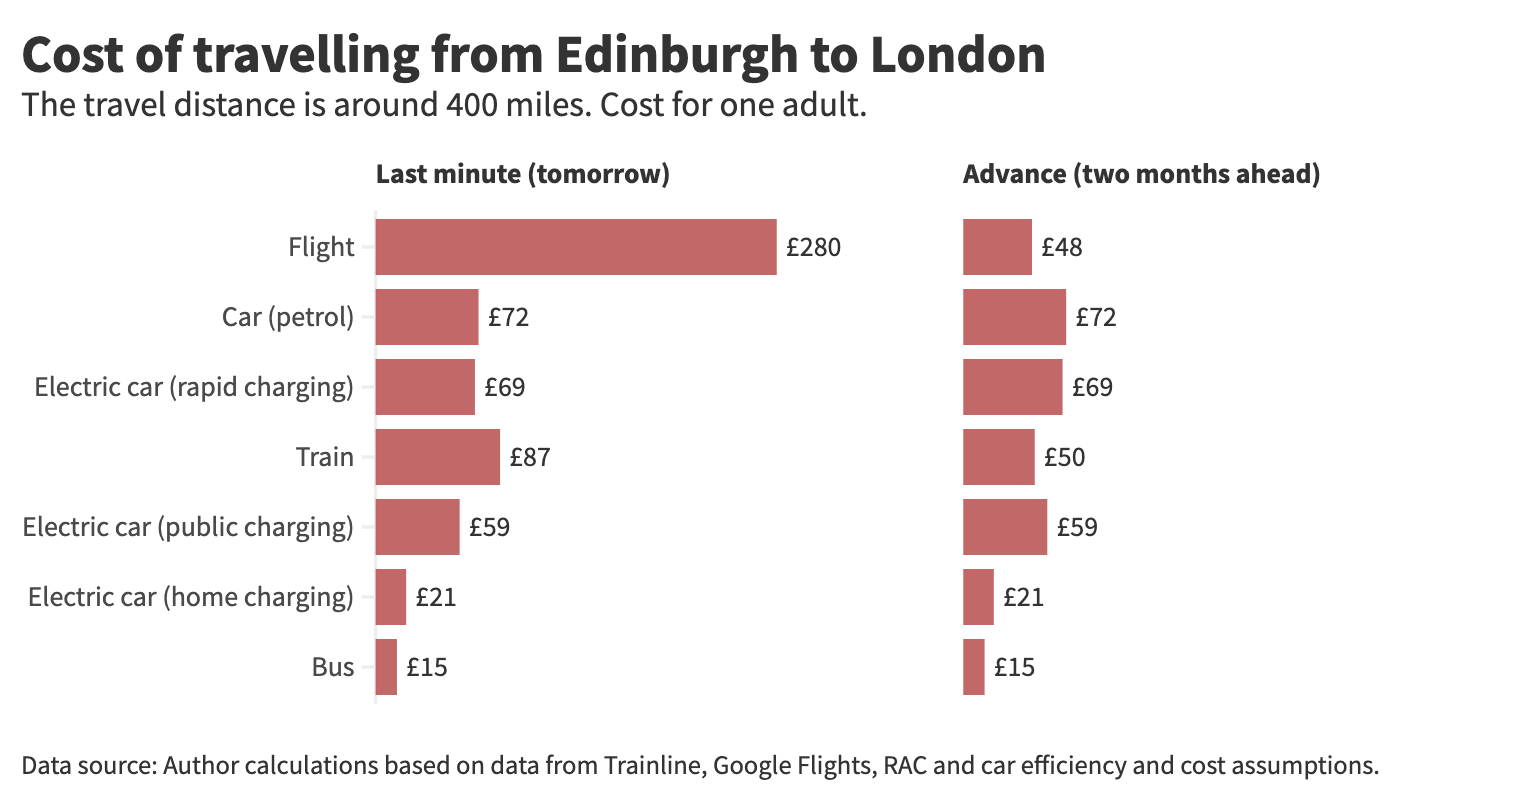 Cost of travelling from Edinburgh to London
The travel distance is around 400 miles. Cost for one adult.
Last minute (tomorrow)
Advance (two months ahead)
Flight £280 £48
Car (petrol) £72 £72
Electric car (rapid charging) £69 £69
Train £87 £50
Electric car (public charging) £59 £59
Electric car (home charging) £21 £21
Bus £15 £15
Data source: Author calculations based on data from Trainline, Google Flights, RAC and car efficiency and cost assumptions.